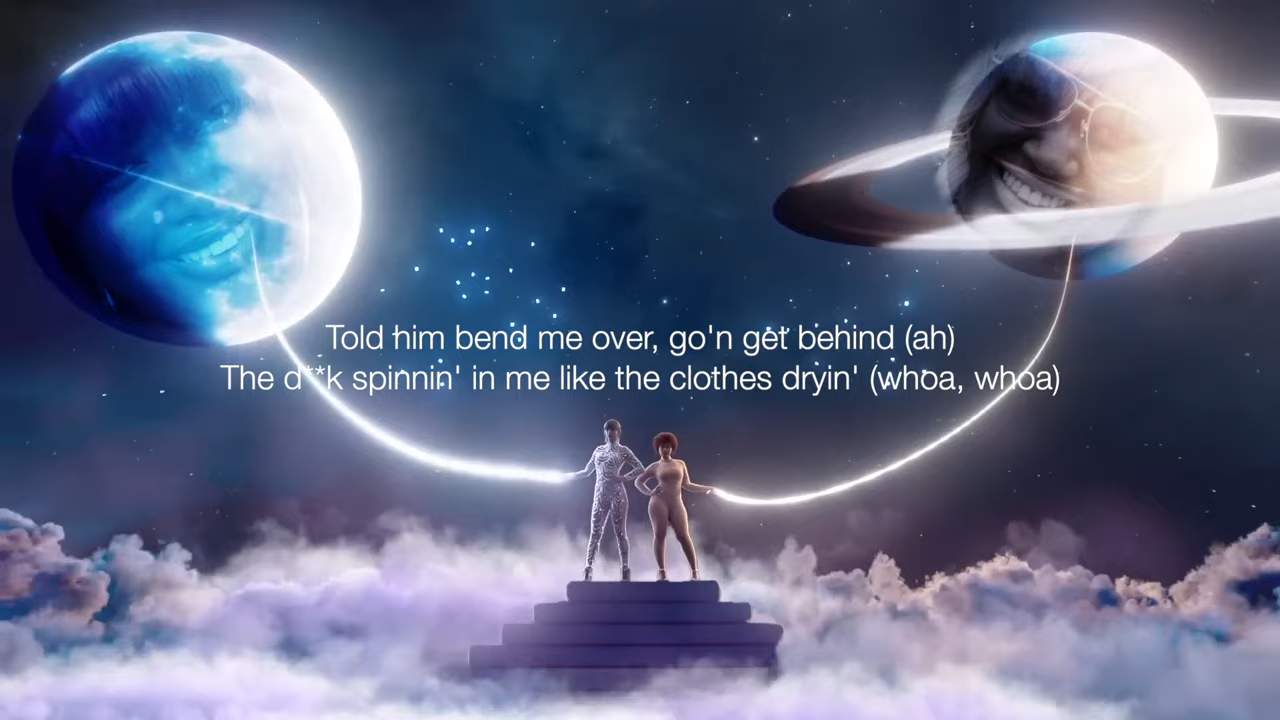 Told him bend me over, go'n get behind (ah)
The d**k spinnin' in me like the clothes dryin' (whoa, whoa)